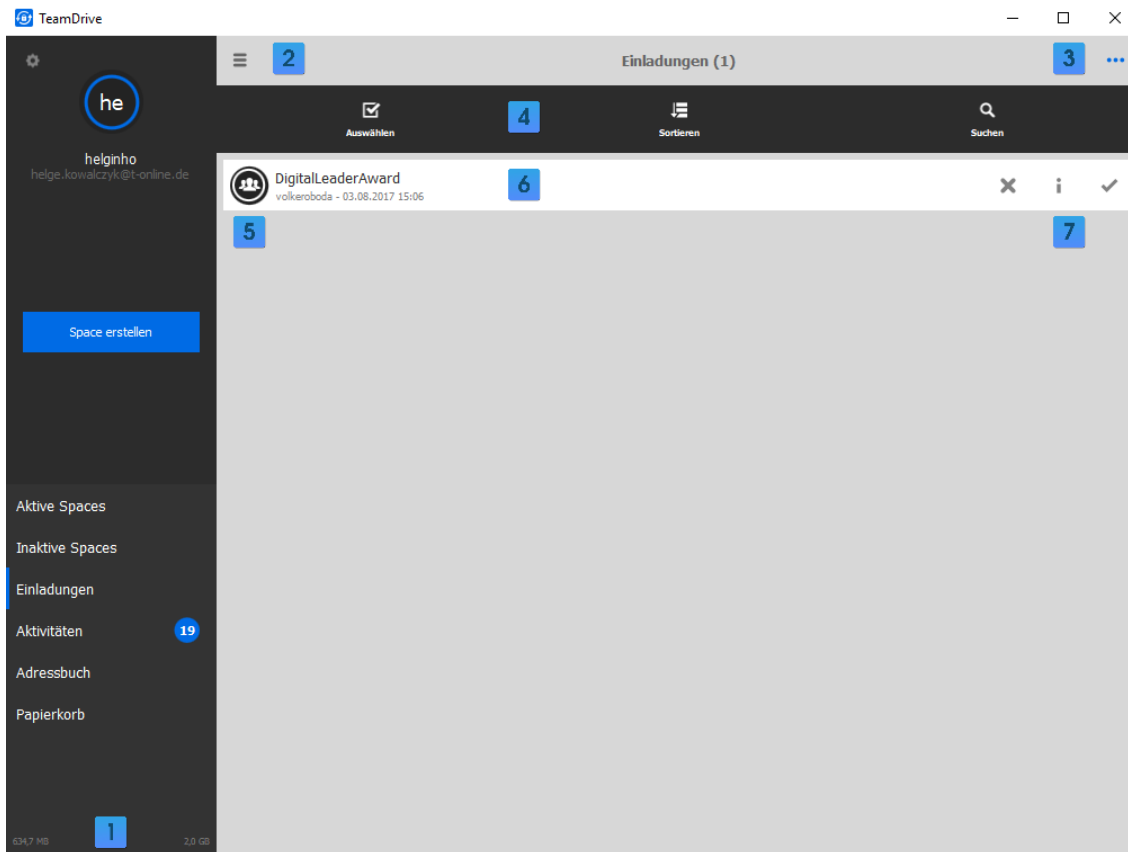 TeamDrive
he
helginho
helge.kowalczyk@t-online.de
Space erstellen
Aktive Spaces
Inaktive Spaces
Einladungen
Aktivitäten 19
Adressbuch
Papierkorb
634,7 MB 1 2,0 GB
2 Einladungen (1) 3
Auswählen 4 Sortieren Suchen
DigitalLeaderAward
volkeroboda - 03.08.2017 15:06
6
5 7